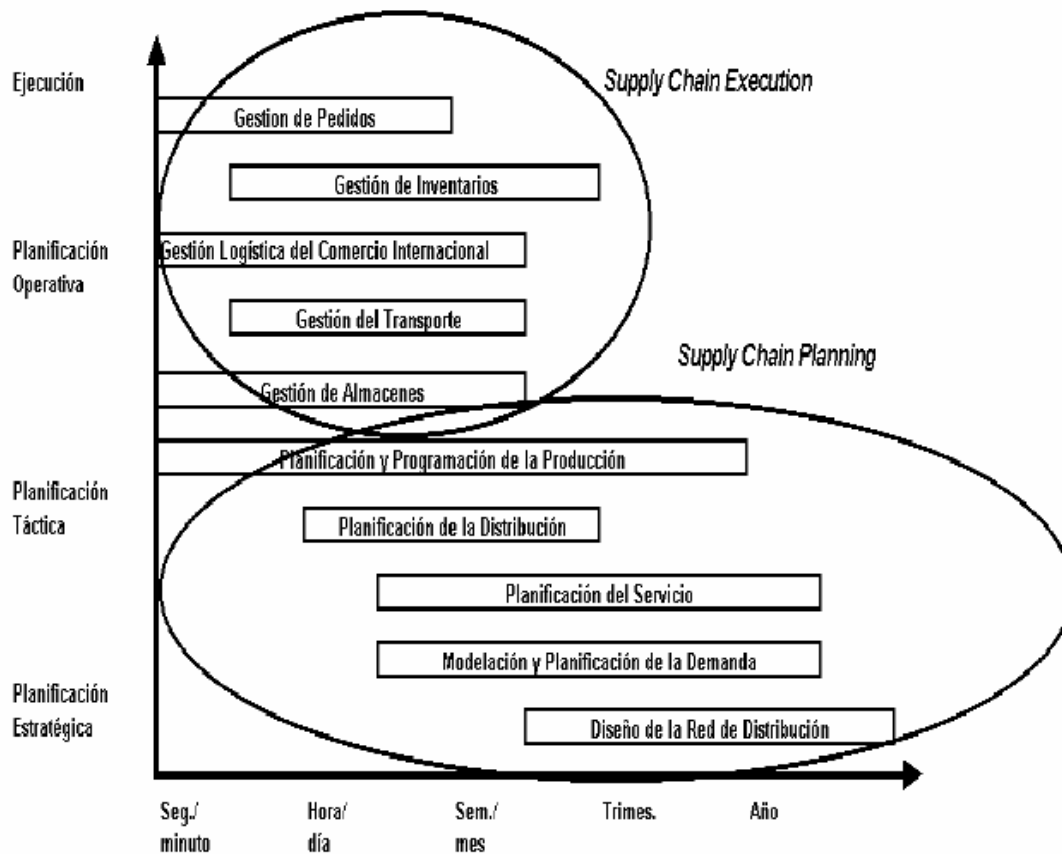 Ejecución
Supply Chain Execution
Gestion de Pedidos
Gestión de Inventarios
Planificación
Operativa
Gestión Logística del Comercio Internacional
Gestión del Transporte
Supply Chain Planning
Gestión de Almacenes
Planificación y Programación de la Producción
Planificación
Táctica
Planificación de la Distribución
Planificación del Servicio
Modelación y Planificación de la Demanda
Planificación
Estratégica
Diseño de la Red de Distribución
Seg./
minuto
Hora/
día
Sem./
mes
Trimes.
Año